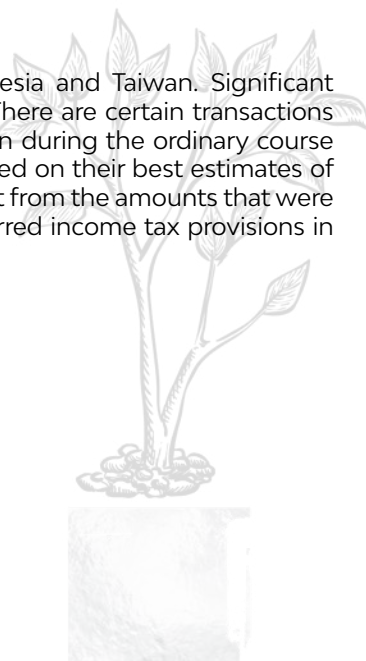 esia and Taiwan. Significant
here are certain transactions
n during the ordinary course
ed on their best estimates of
t from the amounts that were
rred income tax provisions in